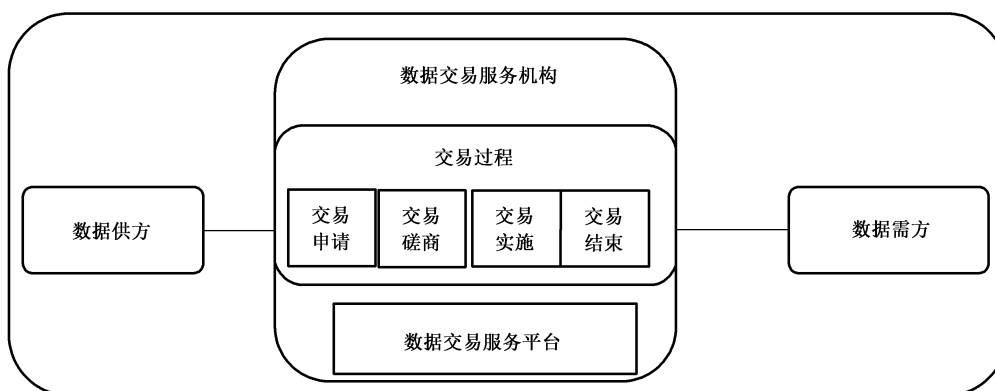 数据交易服务机构
交易过程
数据供方
交易
申请
交易
磋商
交易
实施
交易
结束
数据需方
数据交易服务平台